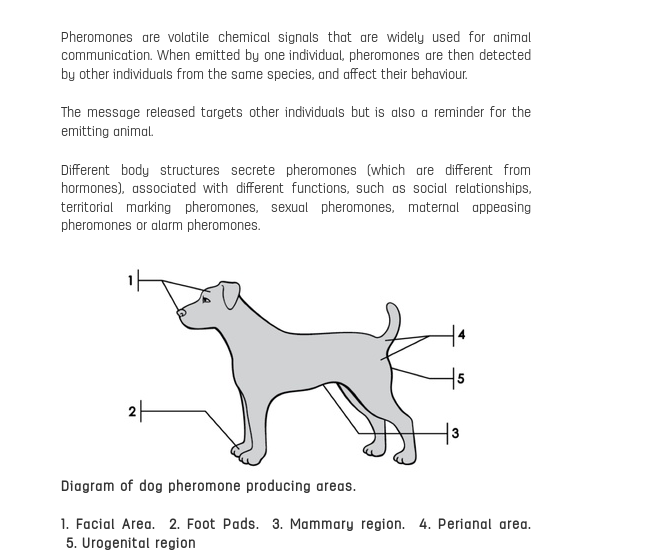 Pheromones are volatile chemical signals that are widely used for animal
communication. When emitted by one individual, pheromones are then detected
by other individuals from the same species, and affect their behaviour.
The message released targets other individuals but is also a reminder for the
emitting animal.
Different body structures secrete pheromones (which are different from
hormones), associated with different functions, such as social relationships,
territorial marking pheromones, sexual pheromones, maternal appeasing
pheromones or alarm pheromones.
1
4
5
2
3
Diagram of dog pheromone producing areas.
1. Facial Area. 2. Foot Pads. 3. Mammary region. 4. Perianal area.
5. Urogenital region